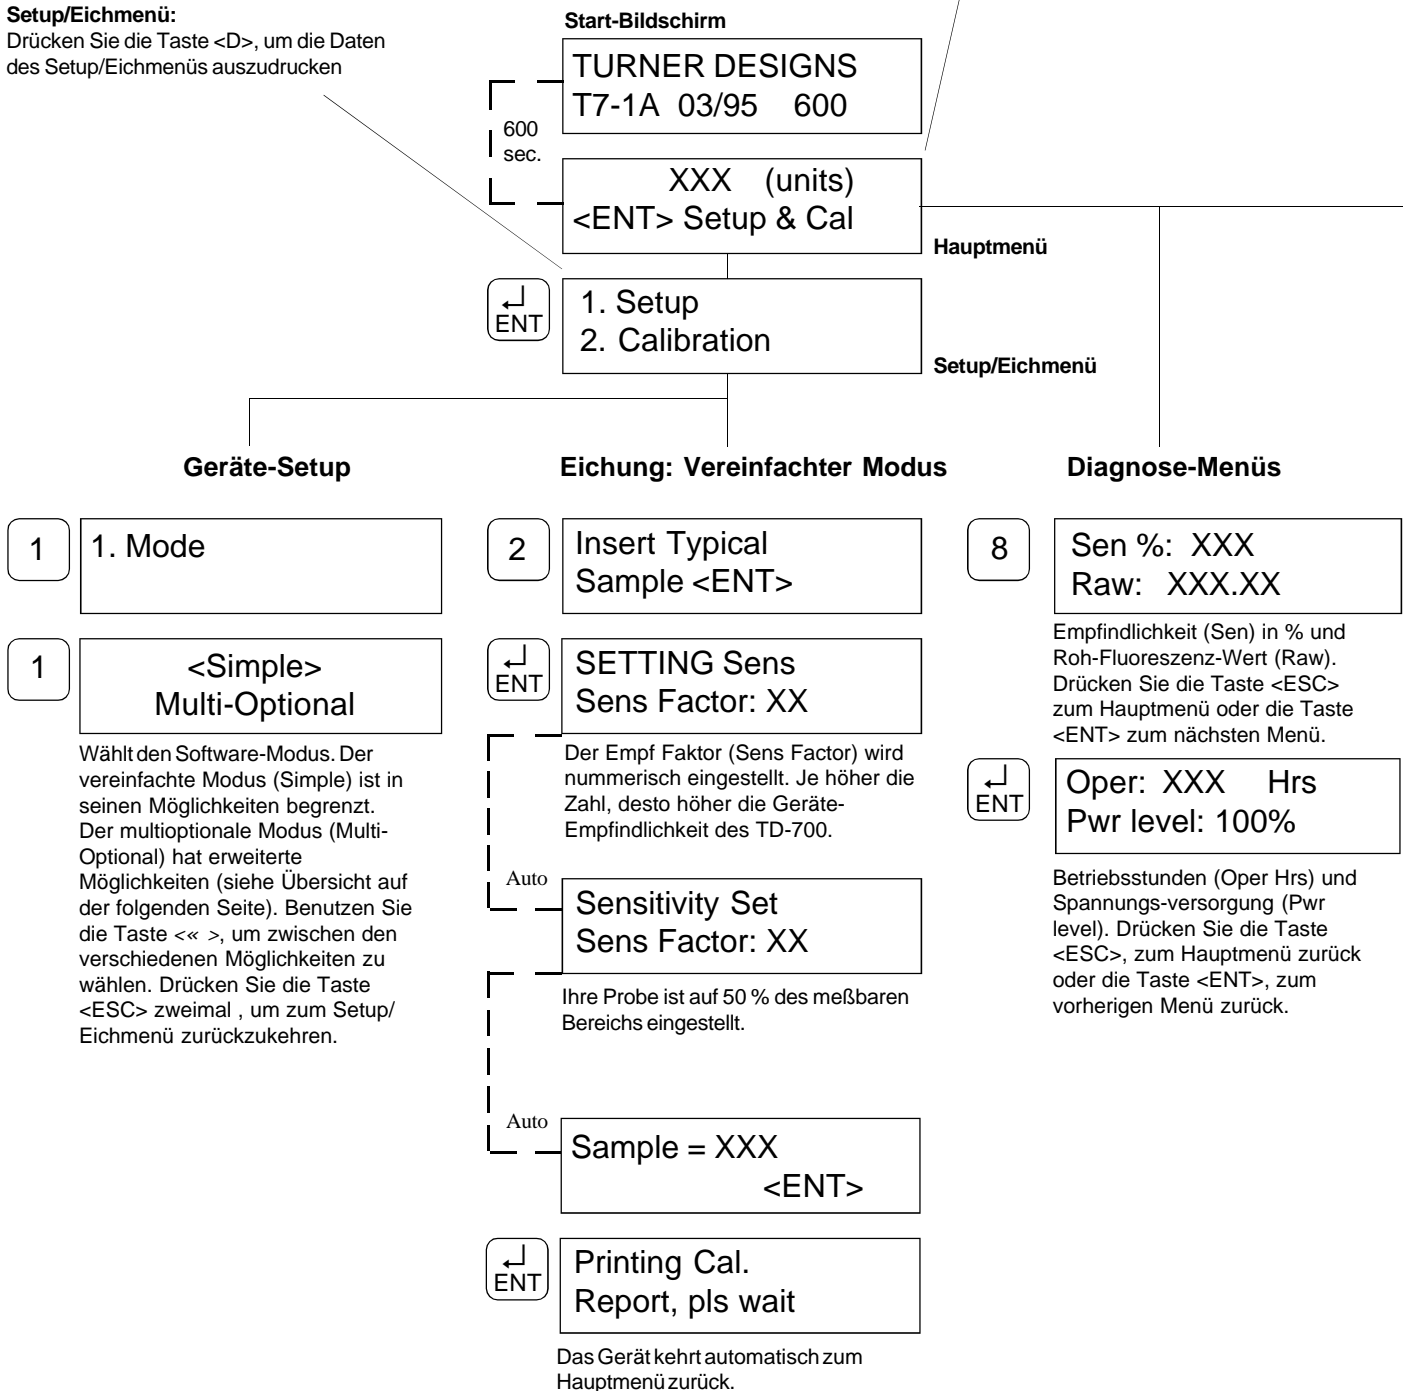 Setup/Eichmenü:
Drücken Sie die Taste <D>, um die Daten
des Setup/Eichmenüs auszudrucken
Start-Bildschirm
TURNER DESIGNS
T7-1A 03/95 600
600
sec.
XXX (units)
<ENT> Setup & Cal
Hauptmenü
ENT
1. Setup
2. Calibration
Setup/Eichmenü
Geräte-Setup
1
1. Mode
1
<Simple>
Multi-Optional
Wählt den Software-Modus. Der
vereinfachte Modus (Simple) ist in
seinen Möglichkeiten begrenzt.
Der multioptionale Modus (Multi-
Optional) hat erweiterte
Möglichkeiten (siehe Übersicht auf
der folgenden Seite). Benutzen Sie
die Taste <« >, um zwischen den
verschiedenen Möglichkeiten zu
wählen. Drücken Sie die Taste
<ESC> zweimal , um zum Setup/
Eichmenü zurückzukehren.
Eichung: Vereinfachter Modus
2
Insert Typical
Sample <ENT>
ENT
SETTING Sens
Sens Factor: XX
Der Empf Faktor (Sens Factor) wird
nummerisch eingestellt. Je höher die
Zahl, desto höher die Geräte-
Empfindlichkeit des TD-700.
Auto
Sensitivity Set
Sens Factor: XX
Ihre Probe ist auf 50 % des meßbaren
Bereichs eingestellt.
Auto
Sample = XXX
<ENT>
ENT
Printing Cal.
Report, pls wait
Das Gerät kehrt automatisch zum
Hauptmenü zurück.
Diagnose-Menüs
8
Sen %: XXX
Raw: XXX.XX
Empfindlichkeit (Sen) in % und
Roh-Fluoreszenz-Wert (Raw).
Drücken Sie die Taste <ESC>
zum Hauptmenü oder die Taste
<ENT> zum nächsten Menü.
ENT
Oper: XXX Hrs
Pwr level: 100%
Betriebsstunden (Oper Hrs) und
Spannungs-versorgung (Pwr
level). Drücken Sie die Taste
<ESC>, zum Hauptmenü zurück
oder die Taste <ENT>, zum
vorherigen Menü zurück.